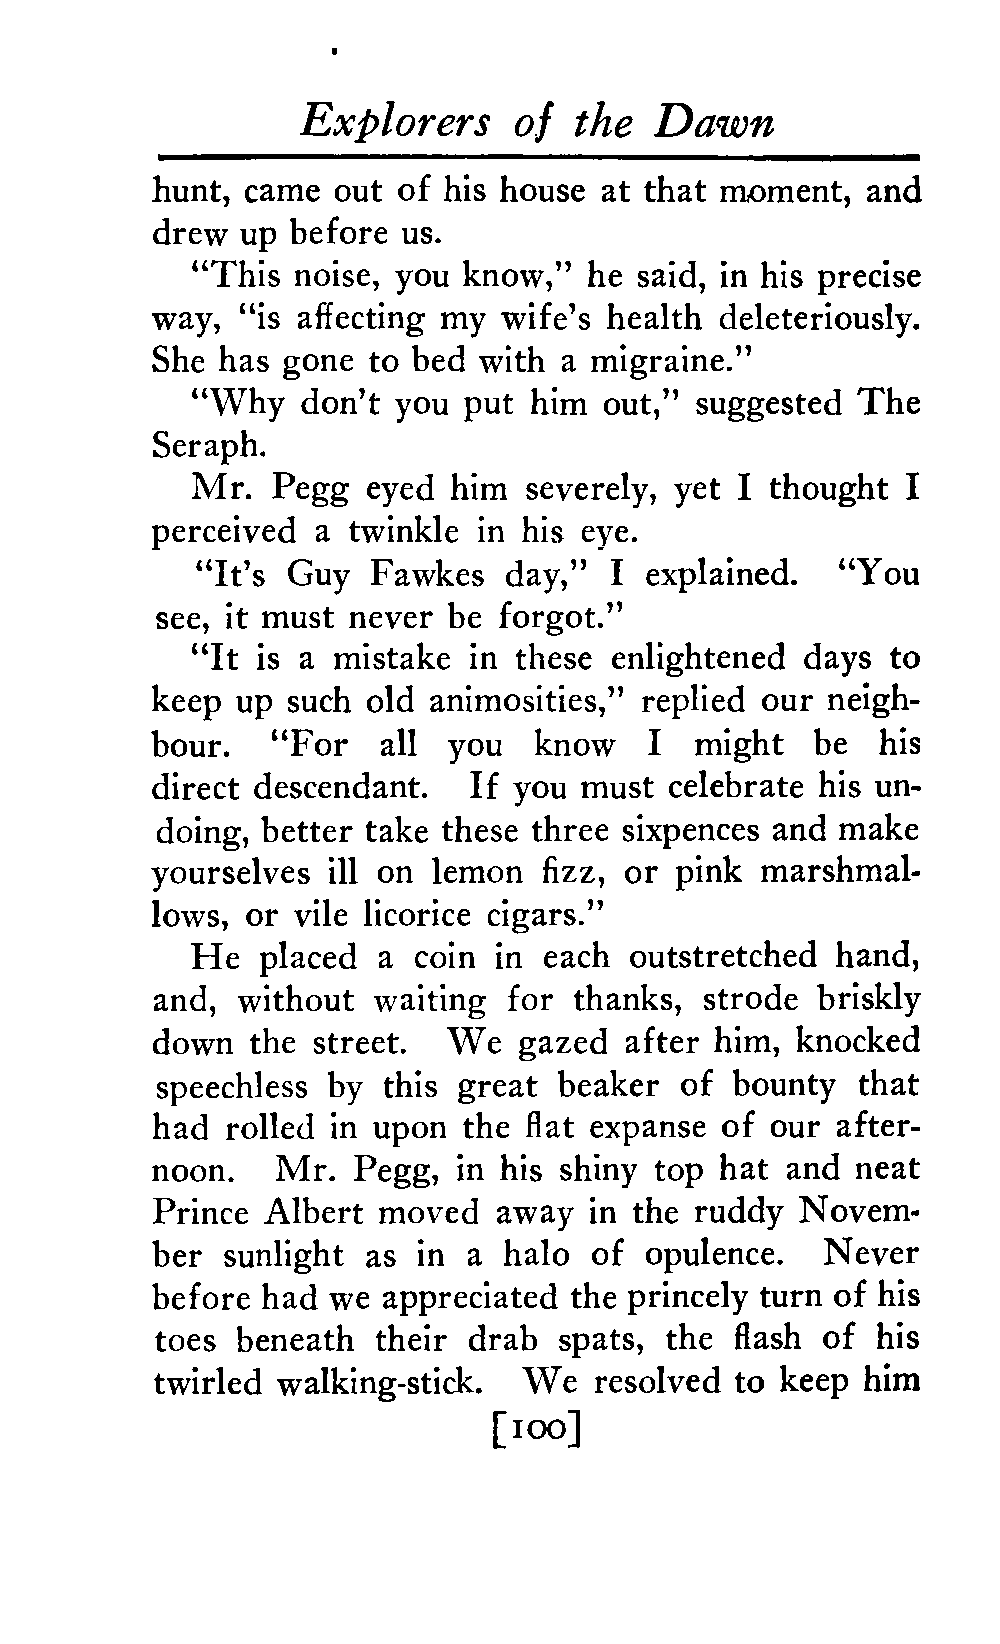 Explorers of the Dawn
hunt, came out of his house at that moment, and
drew up before us.
"This noise, you know," he said, in his precise
way, "is affecting my wife's health deleteriously.
She has gone to bed with a migraine."
"Why don't you put him out," suggested The
Seraph.
Mr. Pegg eyed him severely, yet I thought I
perceived a twinkle in his eye.
"It's Guy Fawkes day," I explained. "You
see, it must never be forgot."
"It is a mistake in these enlightened days to
keep up such old animosities," replied our neigh-
bour. "For all you know I might be his
direct descendant. If you must celebrate his un-
doing, better take these three sixpences and make
yourselves ill on lemon fizz, or pink marshmal-
lows, or vile licorice cigars."
He placed a coin in each outstretched hand,
and, without waiting for thanks, strode briskly
down the street. We gazed after him, knocked
speechless by this great beaker of bounty that
had rolled in upon the flat expanse of our after-
noon. Mr. Pegg, in his shiny top hat and neat
Prince Albert moved away in the ruddy Novem-
ber sunlight as in a halo of opulence. Never
before had we appreciated the princely turn of his
toes beneath their drab spats, the flash of his
twirled walking-stick. We resolved to keep him
[100]